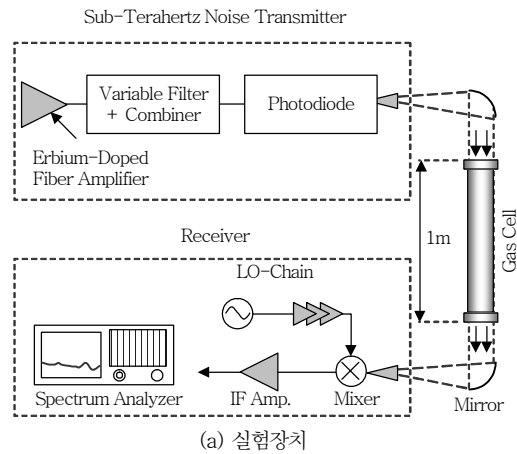 Sub-Terahertz Noise Transmitter
Variable Filter
+ Combiner
Photodiode
Erbium-Doped
Fiber Amplifier
1m
Gas Cell
Receiver
LO-Chain
Spectrum Analyzer
IF Amp.
Mixer
Mirror
(a) 실험장치